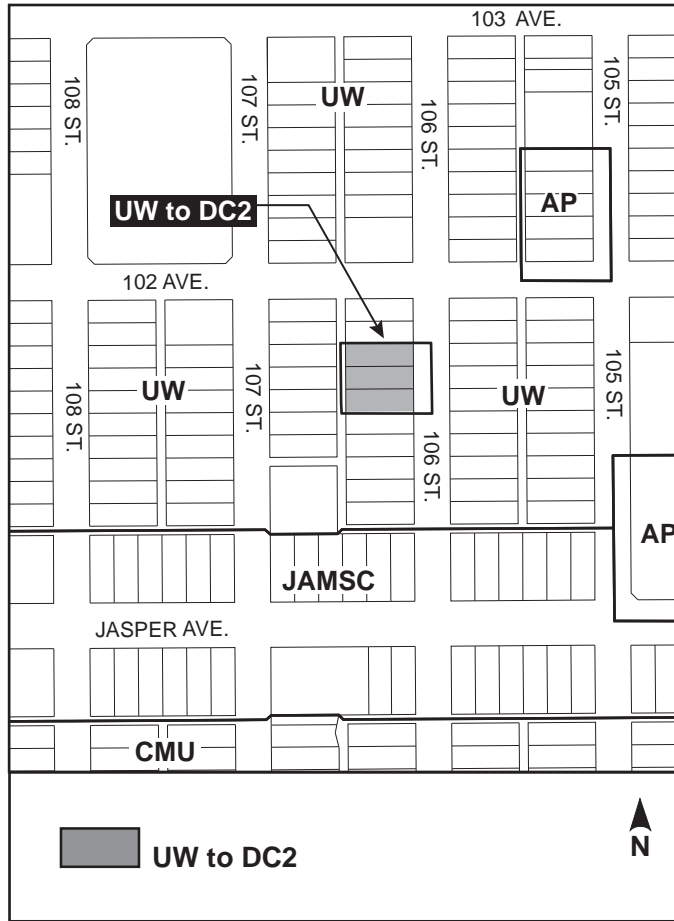 103 AVE.
108 ST.
107 ST.
UW
106 ST.
105 ST.
UW to DC2
AP
102 AVE.
108 ST.
UW
107 ST.
106 ST.
UW
105 ST.
AP
JAMSC
JASPER AVE.
CMU
UW to DC2
N